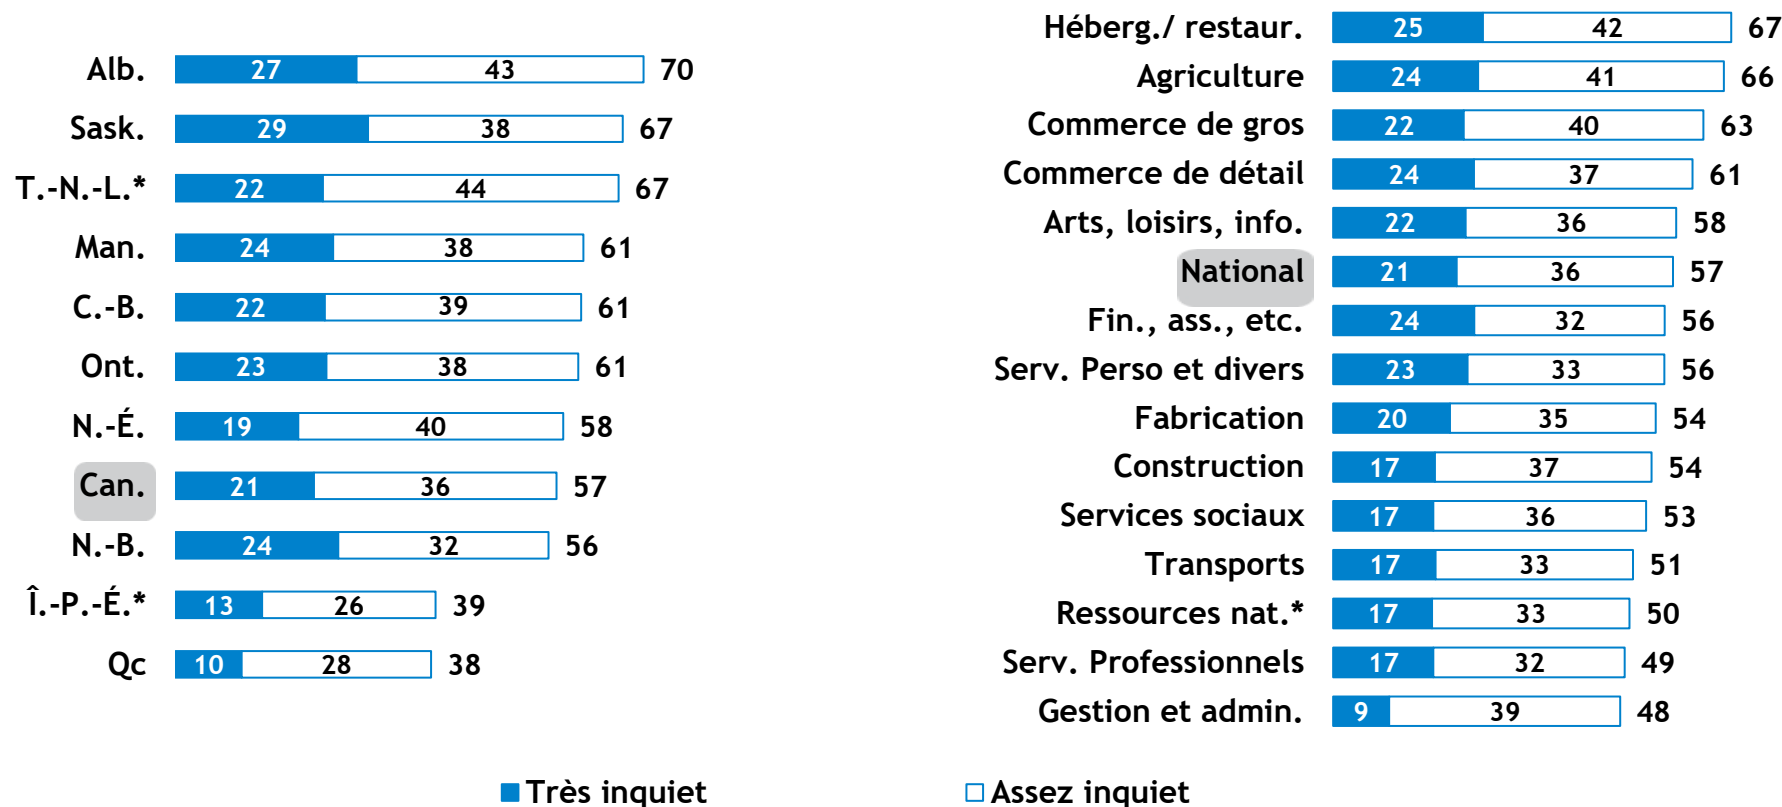 Alb. 27 43 70
Sask. 29 38 67
T.-N.-L.* 22 44 67
Man. 24 38 61
C.-B. 22 39 61
Ont. 23 38 61
N.-É. 19 40 58
Can. 21 36 57
N.-B. 24 32 56
Î.-P.-É.* 13 26 39
Qc 10 28 38
Héberg./ restaur. 25 42 67
Agriculture 24 41 66
Commerce de gros 22 40 63
Commerce de détail 24 37 61
Arts, loisirs, info. 22 36 58
National 21 36 57
Fin., ass., etc. 24 32 56
Serv. Perso et divers 23 33 56
Fabrication 20 35 54
Construction 17 37 54
Services sociaux 17 36 53
Transports 17 33 51
Ressources nat.* 17 33 50
Serv. Professionnels 17 32 49
Gestion et admin. 9 39 48
Très inquiet Assez inquiet